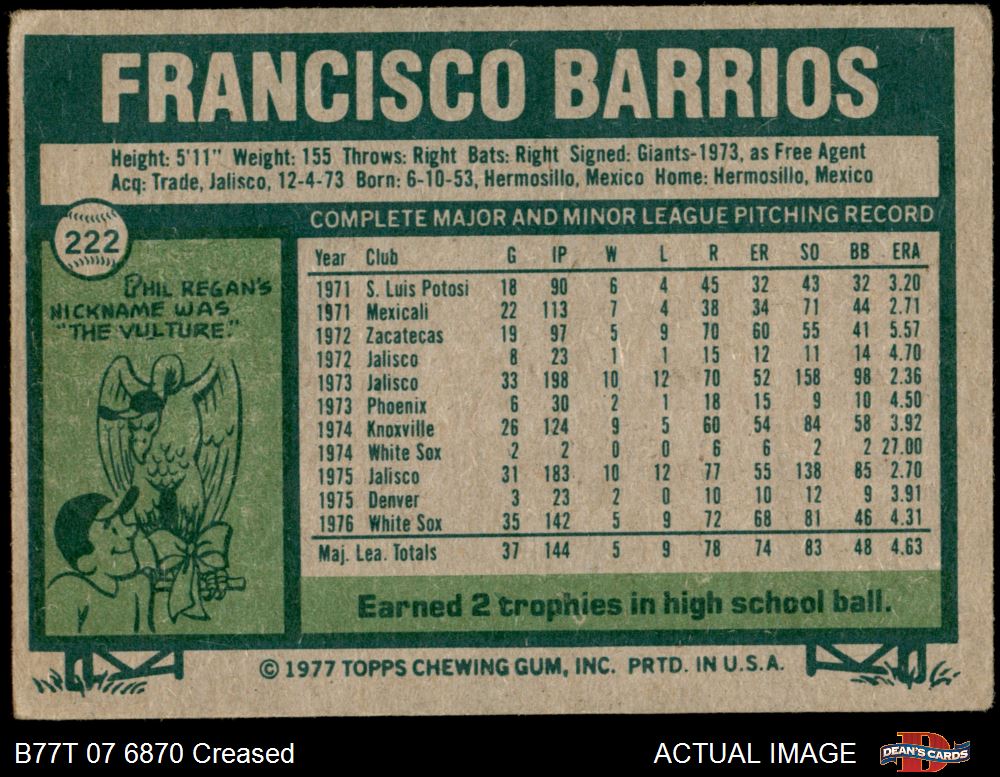 FRANCISCO BARRIOS
Height: 5'11" Weight: 155 Throws: Right Bats: Right Signed: Giants-1973, as Free Agent
Acq: Trade, Jalisco, 12-4-73 Born: 6-10-53, Hermosillo, Mexico Home: Hermosillo, Mexico
222
PHIL REGAN'S
NICKNAME WAS
"THE VULTURE."
COMPLETE MAJOR AND MINOR LEAGUE PITCHING RECORD
Year Club G IP W L R ER SO BB ERA
1971 S. Luis Potosi 18 90 6 4 45 32 43 32 3.20
1971 Mexicali 22 113 7 4 38 34 71 44 2.71
1972 Zacatecas 19 97 5 9 70 60 55 41 5.57
1972 Jalisco 8 23 1 1 15 12 11 14 4.70
1973 Jalisco 33 198 10 12 70 52 158 98 2.36
1973 Phoenix 6 30 2 1 18 15 9 10 4.50
1974 Knoxville 26 124 9 5 60 54 84 58 3.92
1974 White Sox 2 2 0 0 6 6 2 2 27.00
1975 Jalisco 31 183 10 12 77 55 138 85 2.70
1975 Denver 3 23 2 0 10 10 12 9 3.91
1976 White Sox 35 142 5 9 72 68 81 46 4.31
Maj. Lea. Totals 37 144 5 9 78 74 83 48 4.63
Earned 2 trophies in high school ball.
© 1977 TOPPS CHEWING GUM, INC. PRTD. IN U.S.A.
B77T 07 6870 Creased
ACTUAL IMAGE
DEAN'S CARDS